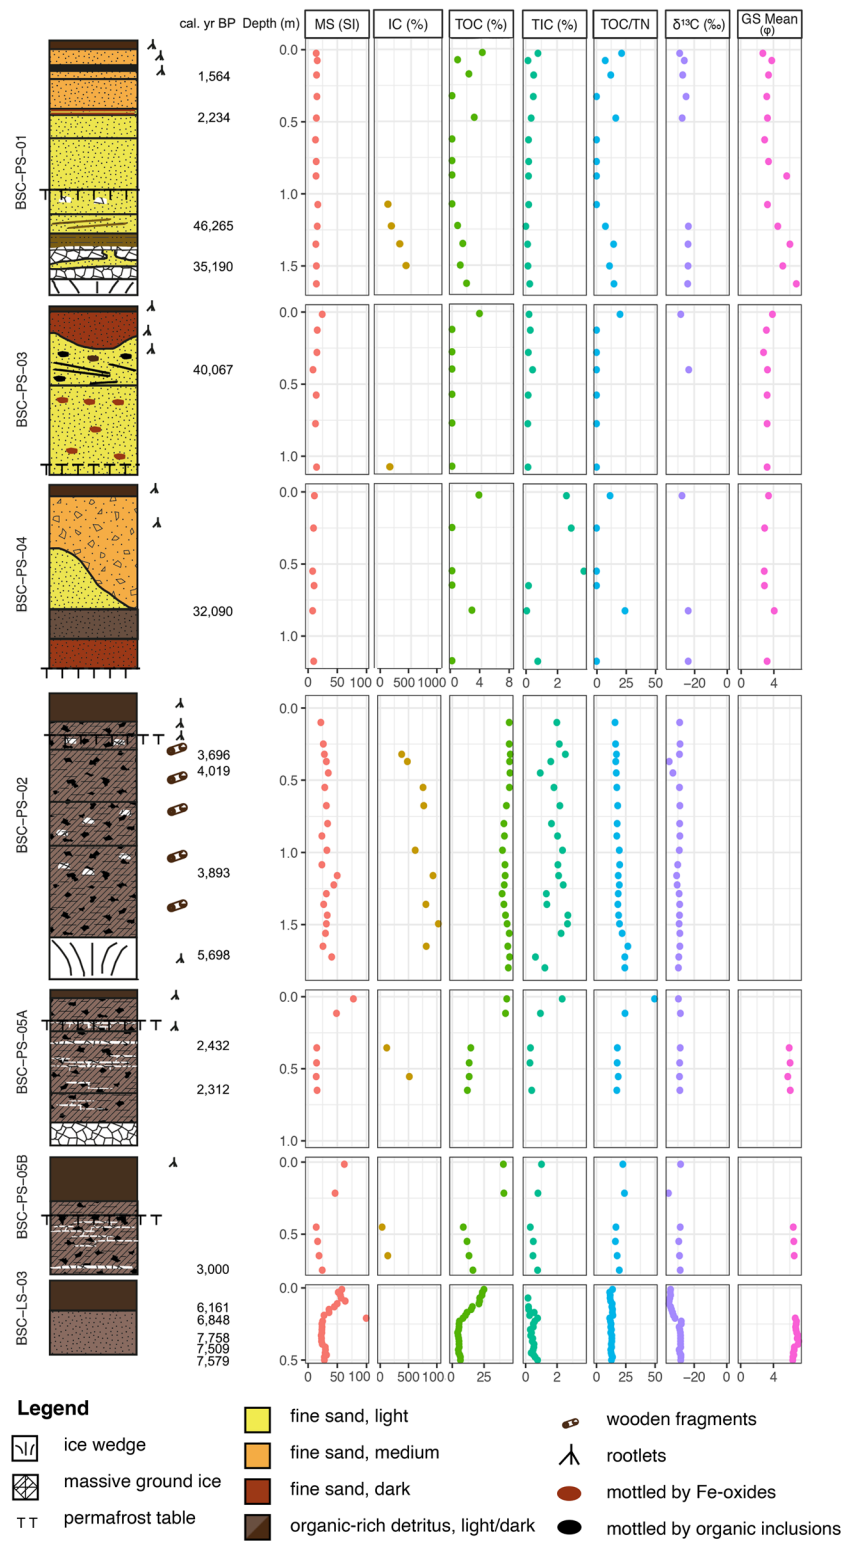 cal. yr BP Depth (m) MS (SI) IC (%) TOC (%) TIC (%) TOC/TN δ¹³C (‰) GS Mean (φ)
BSC–PS–01
0.0
1,564
0.5
2,234
1.0
46,265
35,190
1.5
BSC–PS–03
0.0
40,067
0.5
1.0
BSC–PS–04
0.0
0.5
32,090
1.0
0 50 100 0 500 1000 0 4 8 0 2 0 25 50 −20 0 0 4
BSC–PS–02
0.0
3,696
4,019
0.5
1.0
3,893
1.5
5,698
BSC–PS–05A
0.0
2,432
0.5
2,312
1.0
BSC–PS–05B
0.0
0.5
3,000
BSC–LS–03
0.0
6,161
6,848
7,758
7,509
7,579
0.5
0 50 100 0 500 1000 0 25 0 2 0 25 50 −20 0 0 4
Legend
ice wedge
massive ground ice
permafrost table
fine sand, light
fine sand, medium
fine sand, dark
organic-rich detritus, light/dark
wooden fragments
rootlets
mottled by Fe-oxides
mottled by organic inclusions